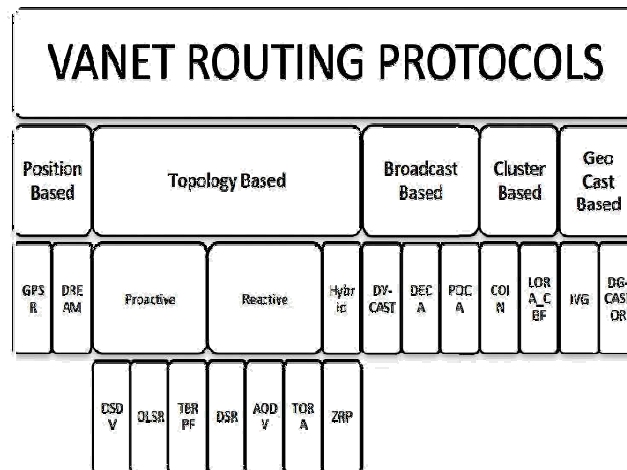 VANET ROUTING PROTOCOLS
Position
Based
Topology Based
Broadcast
Based
Cluster
Based
Geo
Cast
Based
GPS
R
DRE
AM
Proactive
Reactive
Hybr
id
DV-
CAST
DEC
A
POC
A
COI
N
LOR
A_C
BF
IVG
DG-
CAST
OR
DSD
V
OLSR
TBR
PF
DSR
AOD
V
TOR
A
ZRP